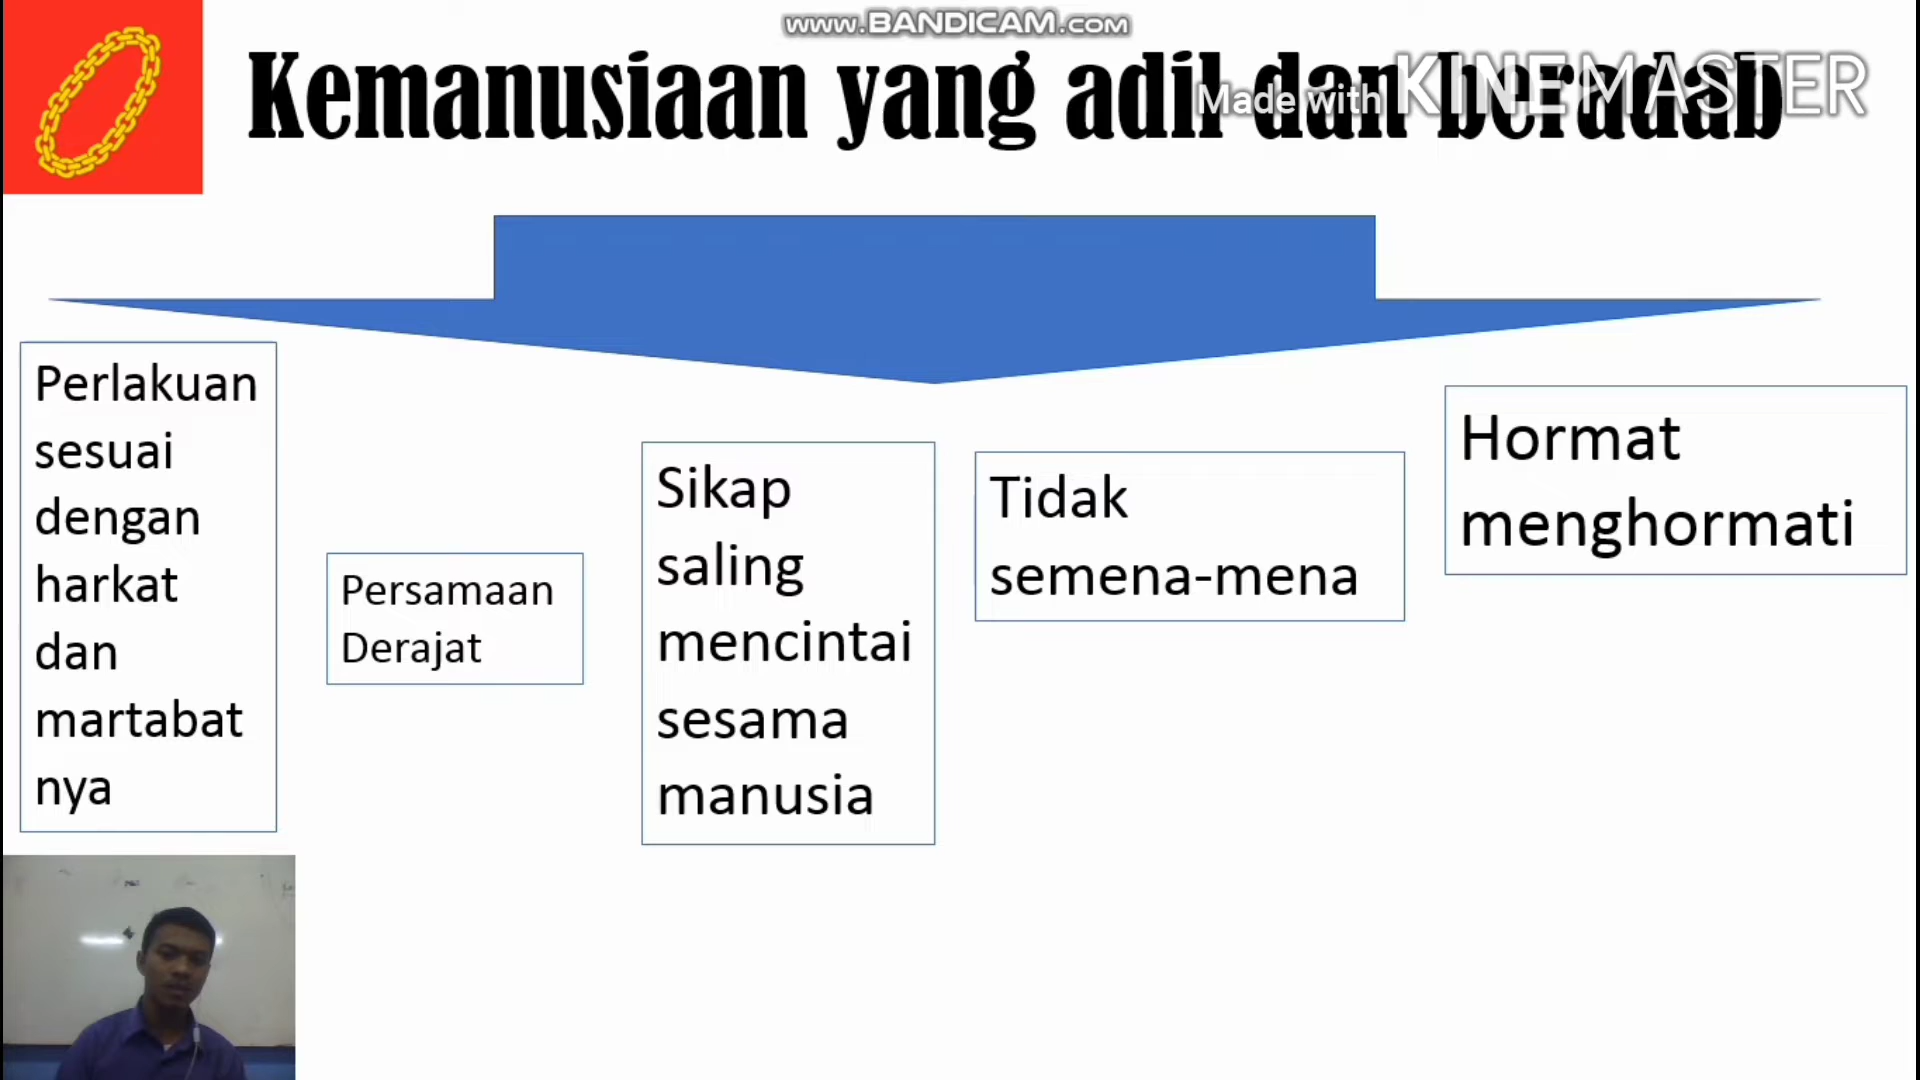 www.BANDICAM.com
Kemanusiaan yang adil dan beradab
Made with KINEMASTER
Perlakuan
sesuai
dengan
harkat
dan
martabat
nya
Persamaan
Derajat
Sikap
saling
mencintai
sesama
manusia
Tidak
semena-mena
Hormat
menghormati